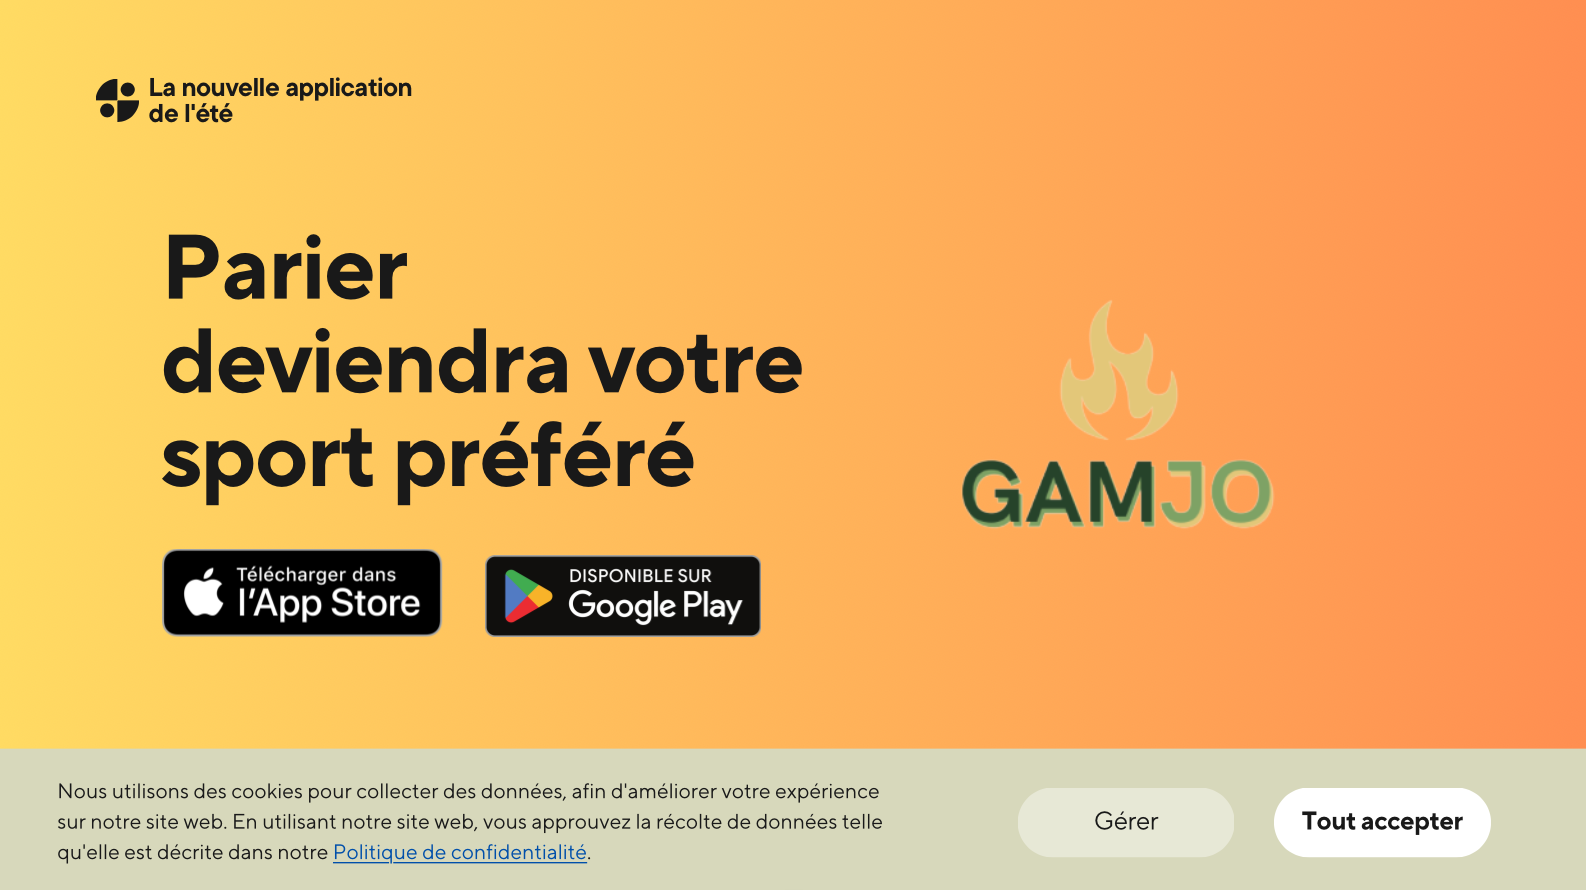 La nouvelle application
de l'été
Parier
deviendra votre
sport préféré
GAMJO
Télécharger dans
l'App Store
DISPONIBLE SUR
Google Play
Nous utilisons des cookies pour collecter des données, afin d'améliorer votre expérience
sur notre site web. En utilisant notre site web, vous approuvez la récolte de données telle
qu'elle est décrite dans notre Politique de confidentialité.
Gérer
Tout accepter